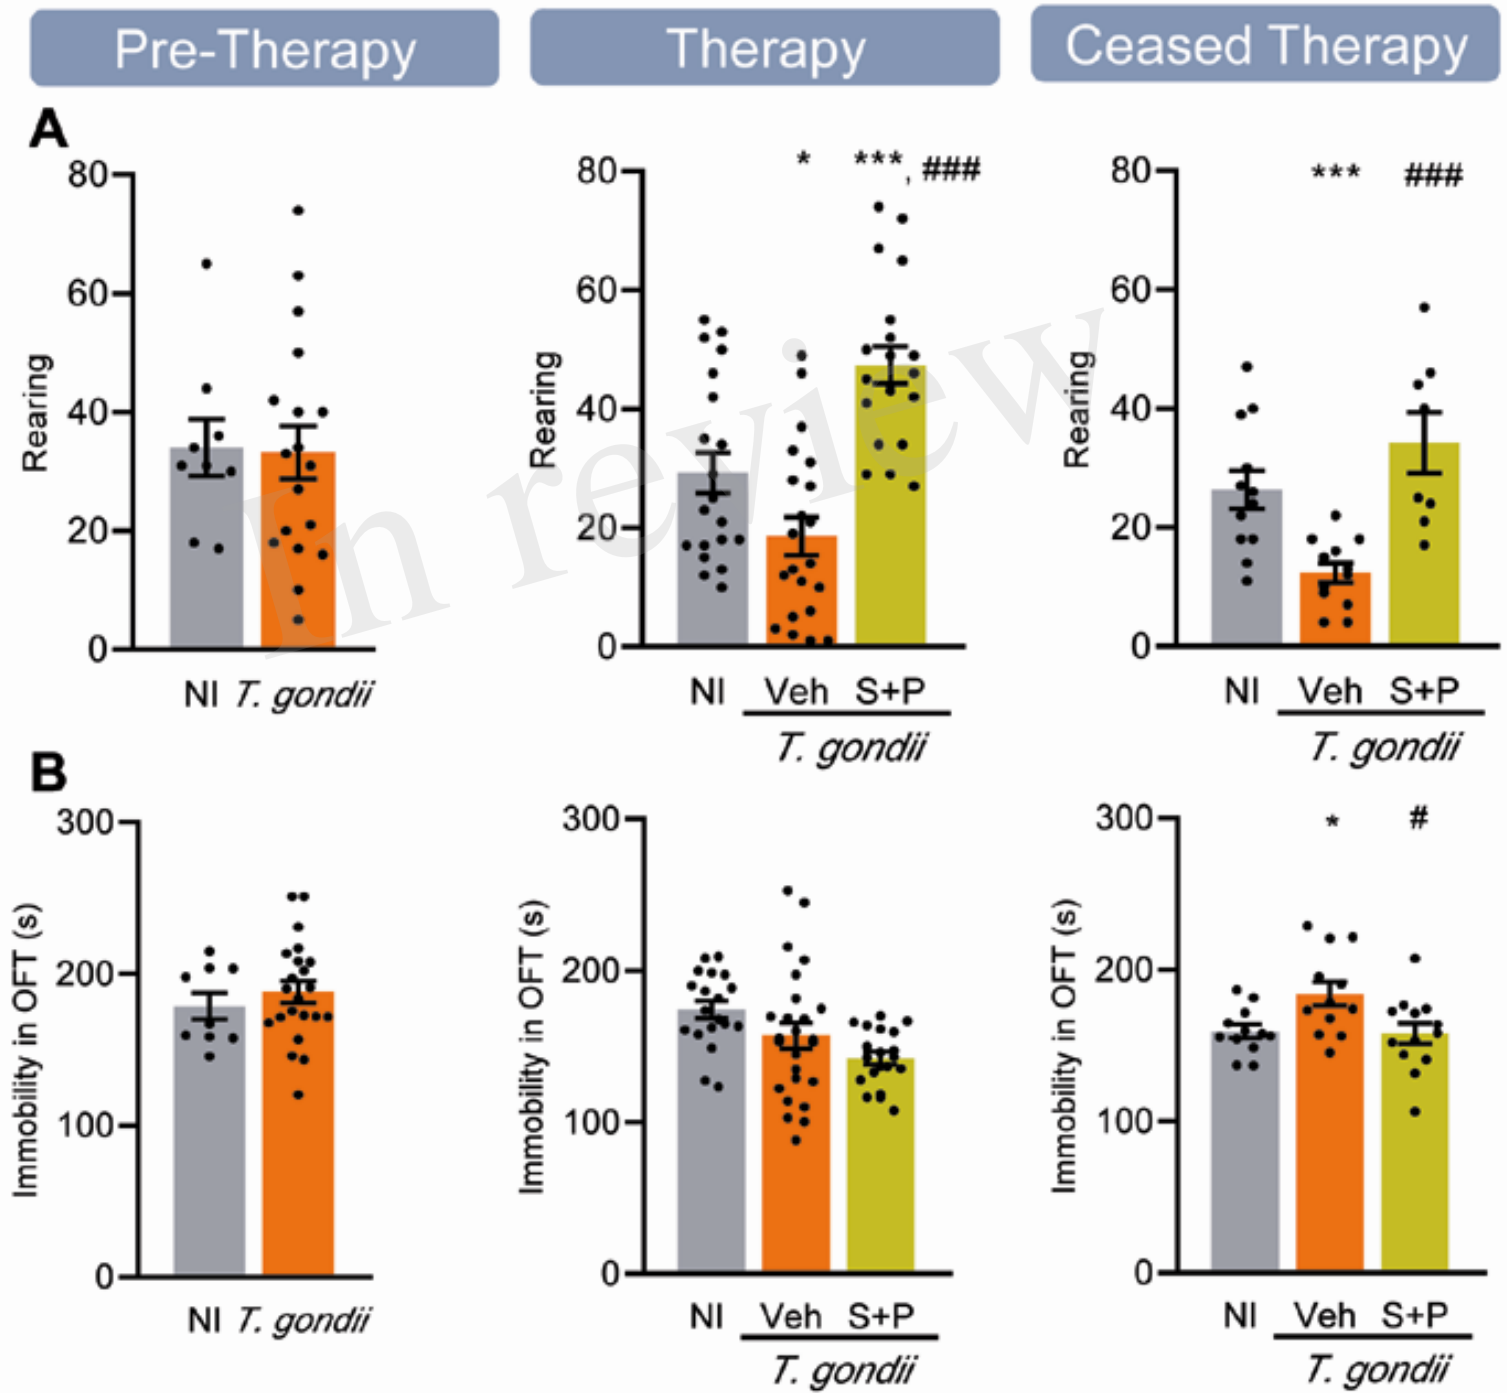 Pre-Therapy
Therapy
Ceased Therapy
A
80
60
40
20
0
Rearing
NI T. gondii
80
60
40
20
0
Rearing
* ***, ###
NI Veh S+P
T. gondii
80
60
40
20
0
Rearing
*** ###
NI Veh S+P
T. gondii
In review
B
300
200
100
0
Immobility in OFT (s)
NI T. gondii
300
200
100
0
Immobility in OFT (s)
NI Veh S+P
T. gondii
300
200
100
0
Immobility in OFT (s)
* #
NI Veh S+P
T. gondii